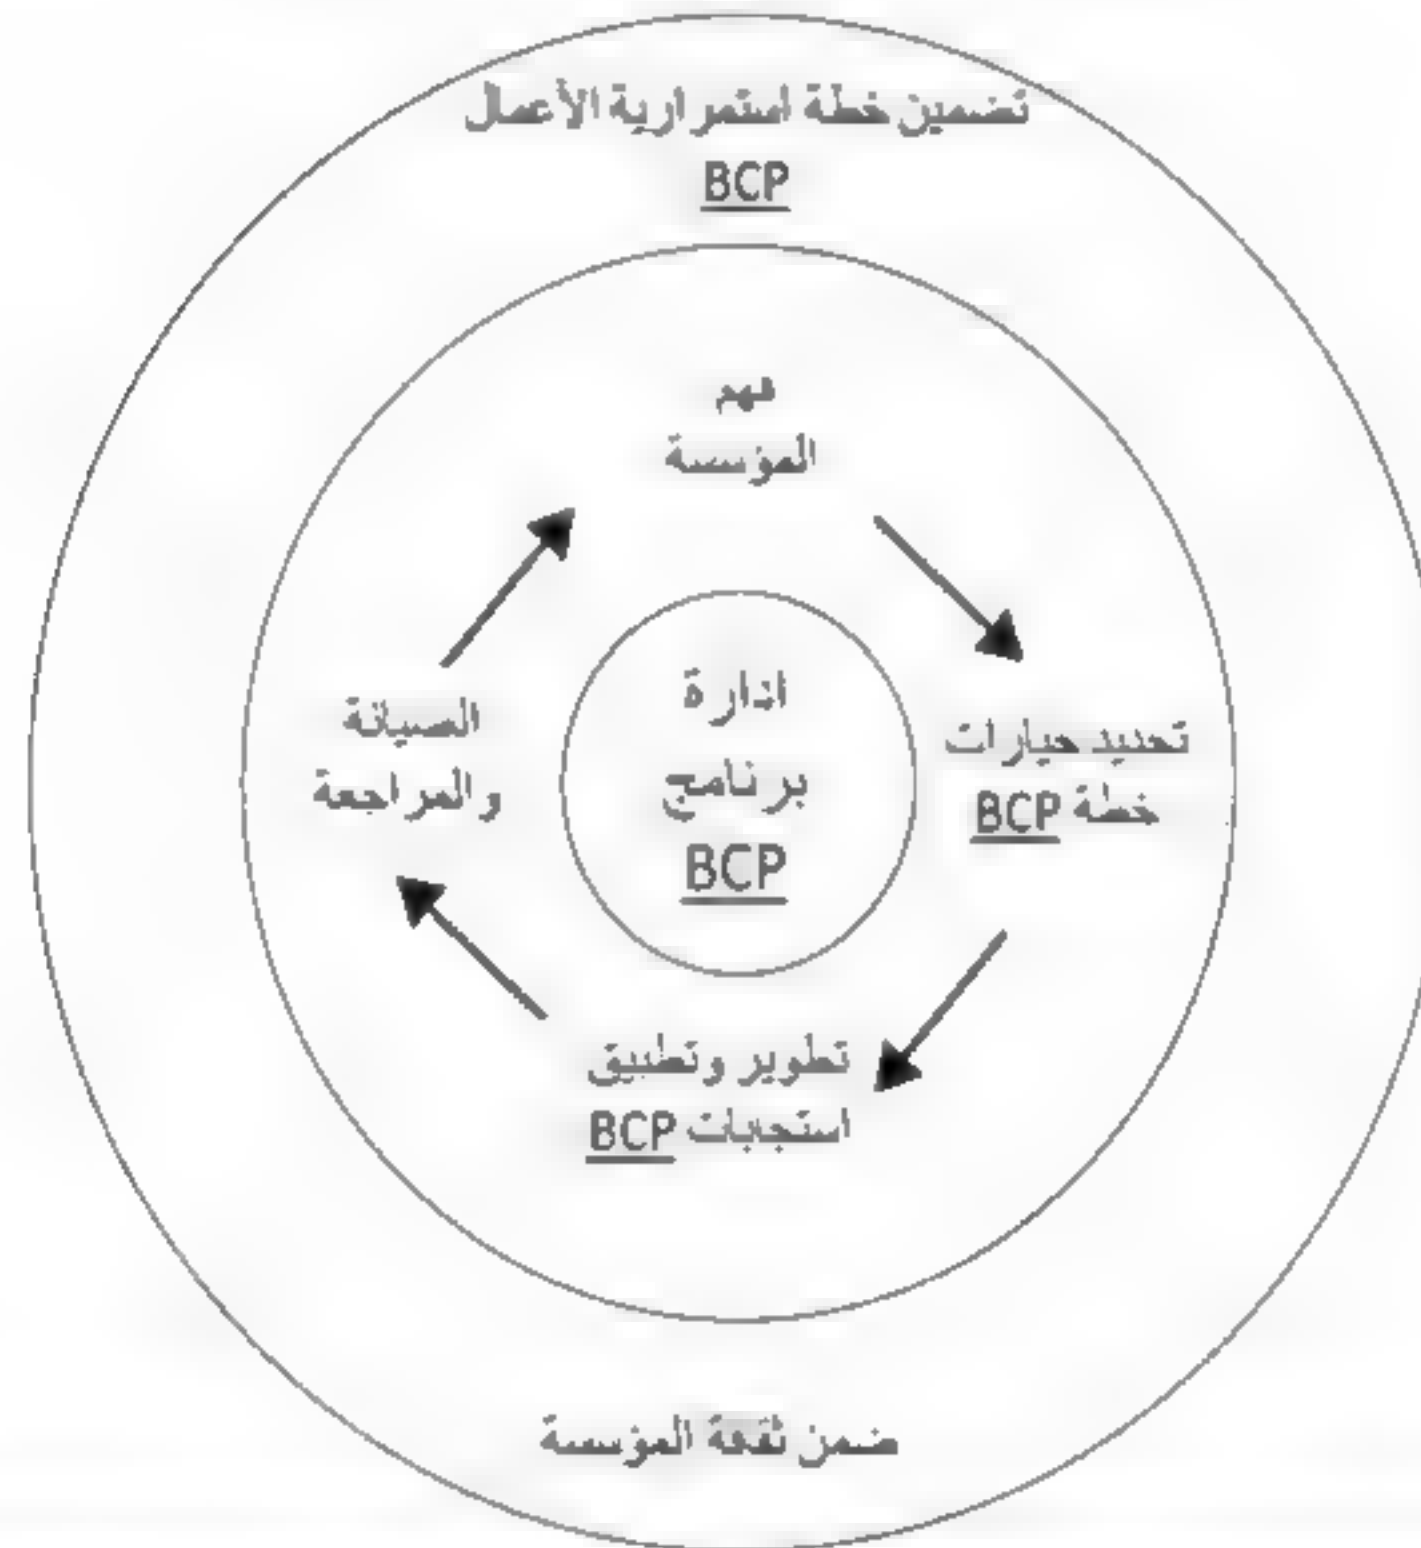 تضمين خطة استمرارية الأعمال
BCP
فهم
المؤسسة
تحديد خيارات
خطة BCP
ادارة
برنامج
BCP
الصيانة
والمراجعة
تطوير وتطبيق
استجابات BCP
ضمن ثقافة المؤسسة